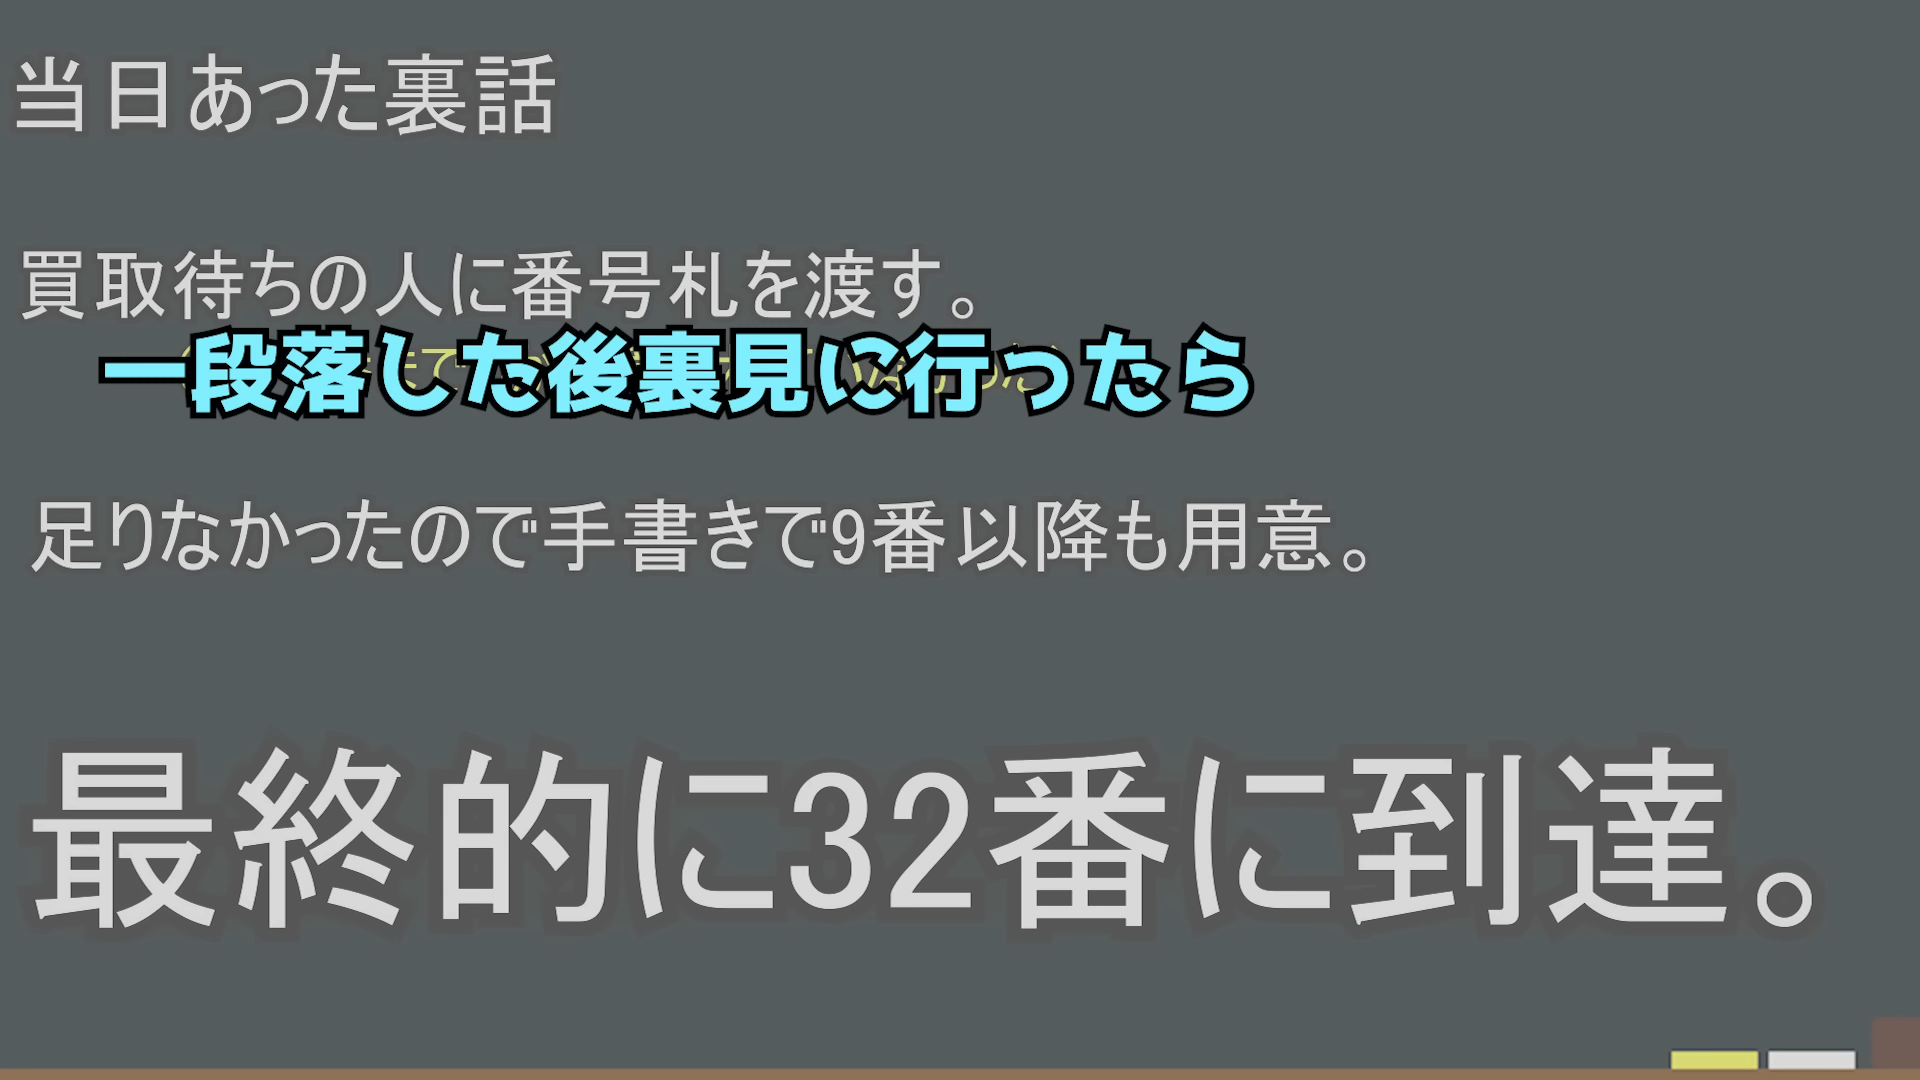 当日あった裏話
買取待ちの人に番号札を渡す。
一段落した後裏見に行ったら
足りなかったので手書きで9番以降も用意。
最終的に32番に到達。